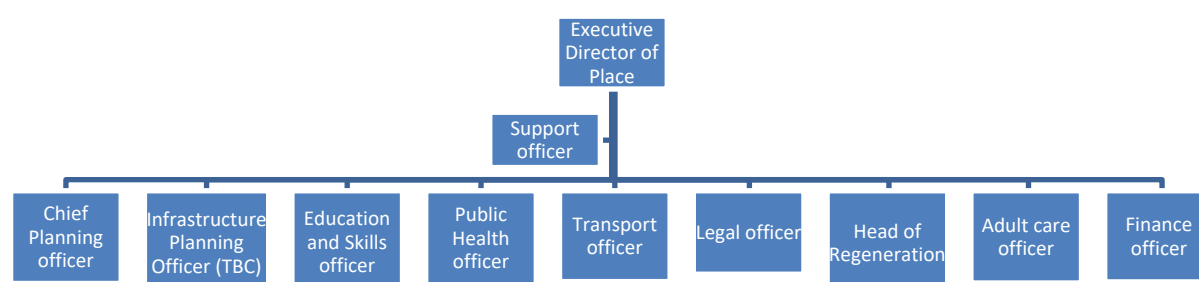 Executive
Director of
Place
Support
officer
Chief
Planning
officer
Infrastructure
Planning
Officer (TBC)
Education
and Skills
officer
Public
Health
officer
Transport
officer
Legal officer
Head of
Regeneration
Adult care
officer
Finance
officer